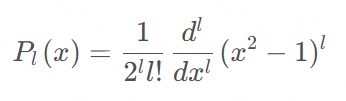 P_l(x) = \frac{1}{2^l l!} \frac{d^l}{dx^l} (x^2 − 1)^l